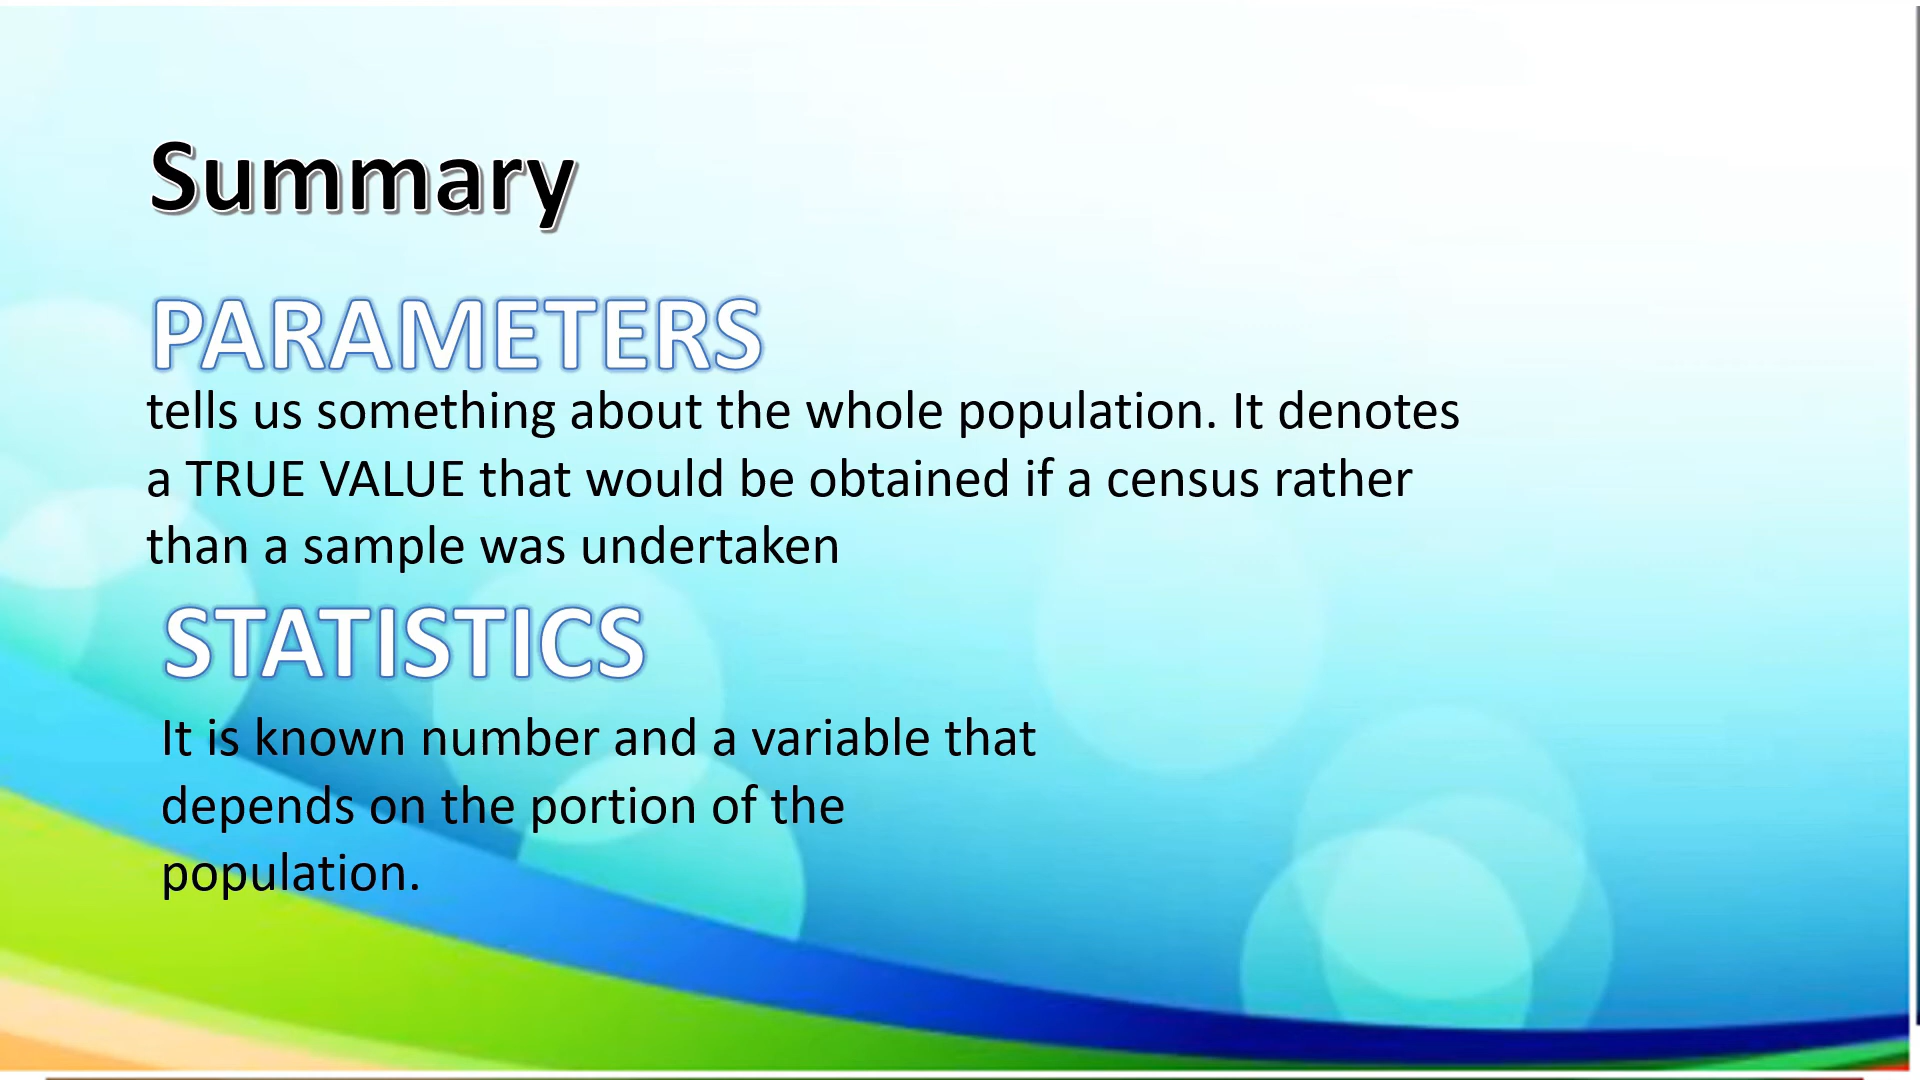 Summary
PARAMETERS
tells us something about the whole population. It denotes
a TRUE VALUE that would be obtained if a census rather
than a sample was undertaken
STATISTICS
It is known number and a variable that
depends on the portion of the
population.